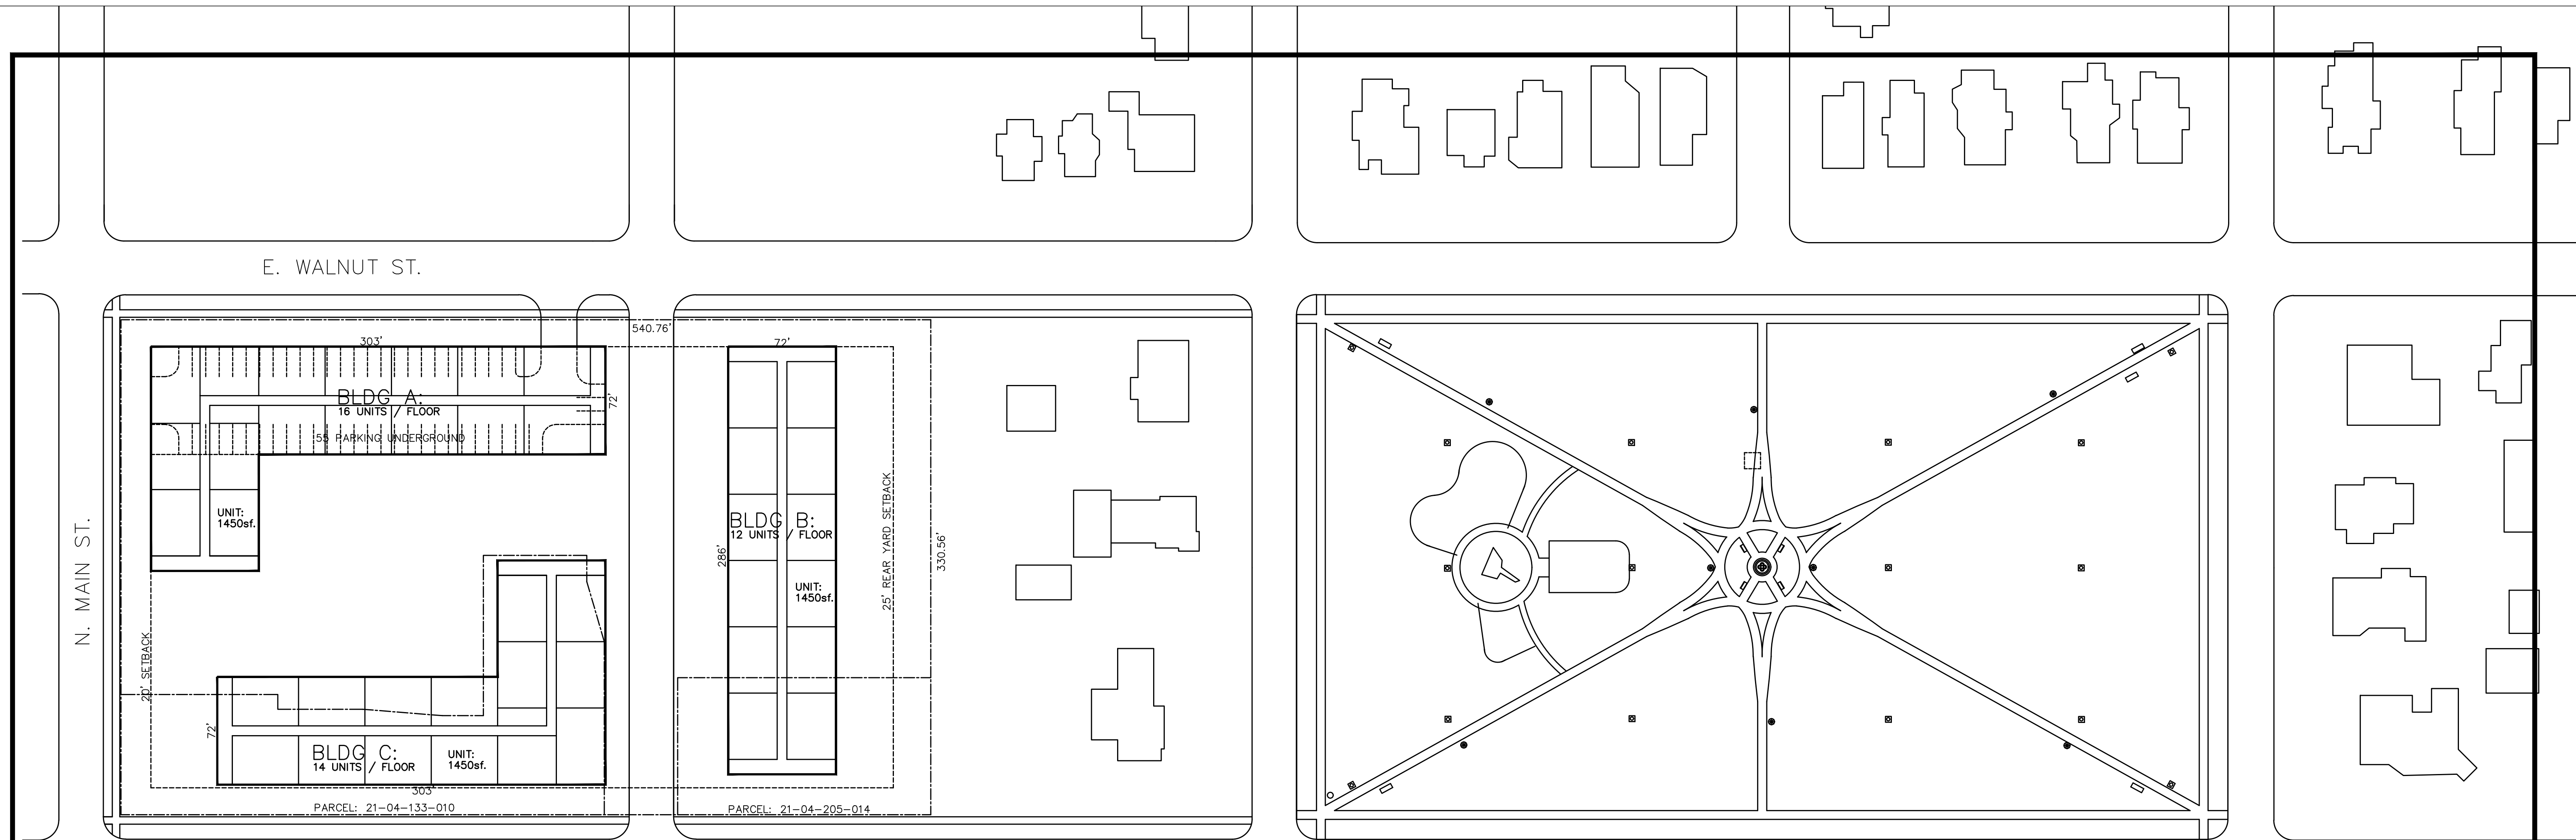 E. WALNUT ST.
540.76'
303'
72'
BLDG A:
16 UNITS / FLOOR
72'
55 PARKING UNDERGROUND
UNIT:
1450sf.
N. MAIN ST.
20' SETBACK
BLDG B:
12 UNITS / FLOOR
286'
UNIT:
1450sf.
25' REAR YARD SETBACK
330.56'
72'
BLDG C:
14 UNITS / FLOOR
UNIT:
1450sf.
303'
PARCEL: 21-04-133-010
PARCEL: 21-04-205-014